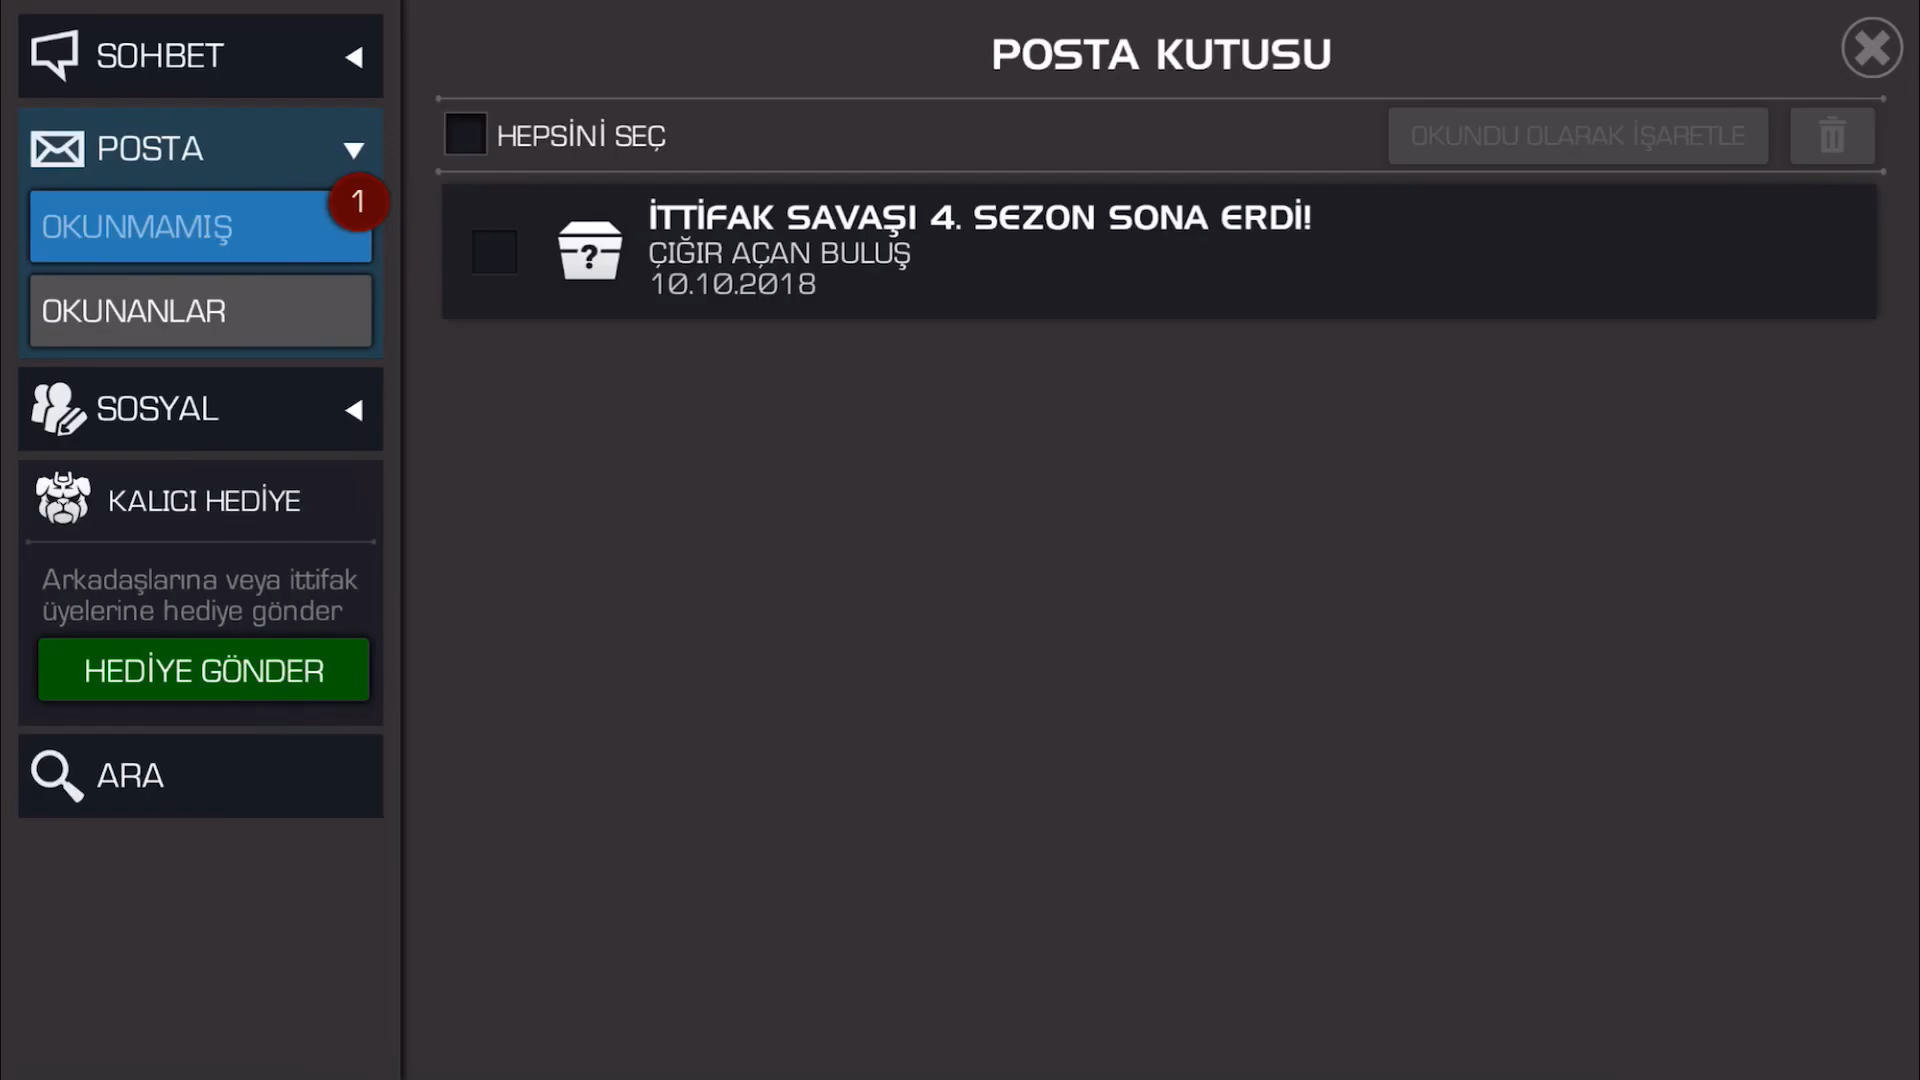 SOHBET
POSTA
1
OKUNMAMIŞ
OKUNANLAR
SOSYAL
KALICI HEDİYE
Arkadaşlarına veya ittifak
üyelerine hediye gönder
HEDİYE GÖNDER
ARA
POSTA KUTUSU
HEPSİNİ SEÇ
OKUNDU OLARAK İŞARETLE
?
İTTİFAK SAVAŞI 4. SEZON SONA ERDİ!
ÇIĞIR AÇAN BULUŞ
10.10.2018